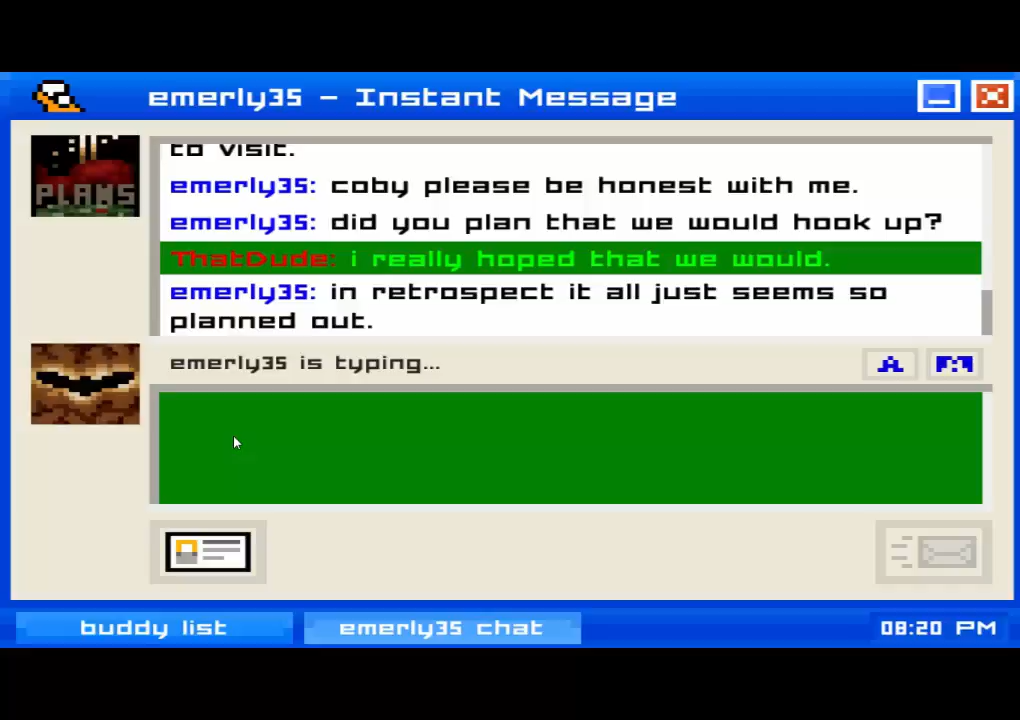 emerly35 - Instant Message
to visit.
emerly35: coby please be honest with me.
emerly35: did you plan that we would hook up?
ThatDude: i really hoped that we would.
emerly35: in retrospect it all just seems so
planned out.
PLANS
emerly35 is typing...
buddy list
emerly35 chat
08:20 PM